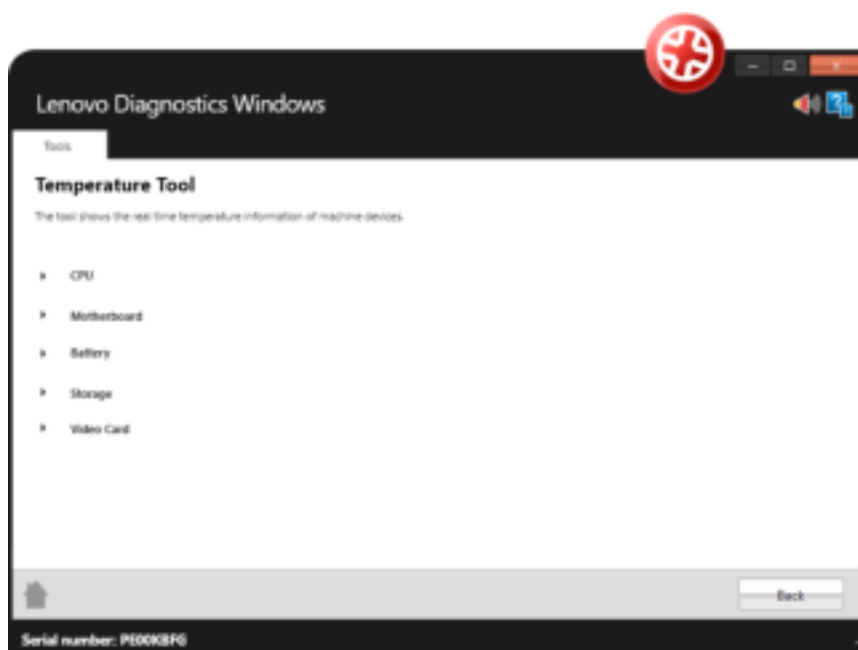 Lenovo Diagnostics Windows
Tools
Temperature Tool
The tool shows the real time temperature information of machine devices.
CPU
Motherboard
Battery
Storage
Video Card
Back
Serial number: PE00KBFG